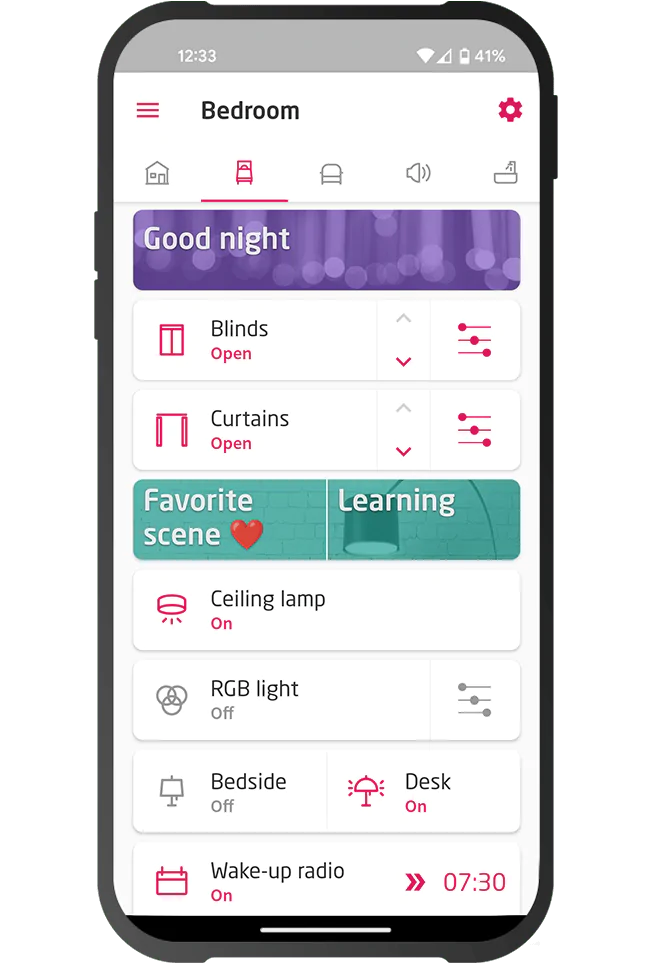 12:33 41%
Bedroom
Good night
Blinds
Open
Curtains
Open
Favorite
scene ❤️
Learning
Ceiling lamp
On
RGB light
Off
Bedside
Off
Desk
On
Wake-up radio
On
07:30